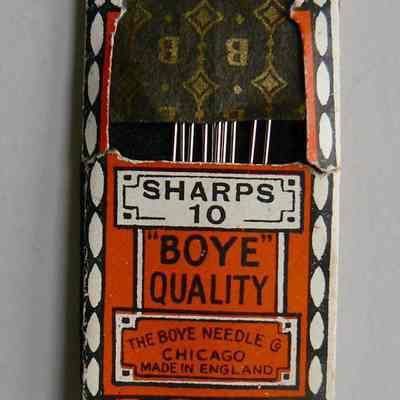 B B
SHARPS
10
"BOYE"
QUALITY
THE BOYE NEEDLE Co
CHICAGO
MADE IN ENGLAND